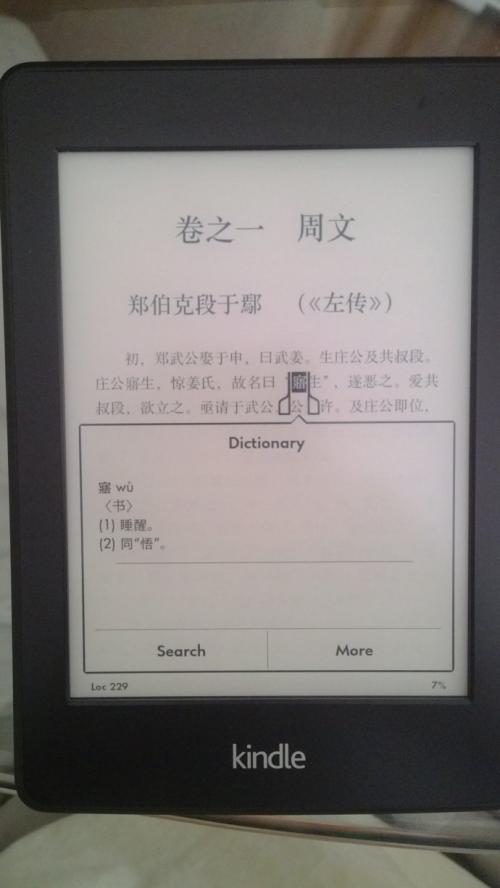 卷之一 周文
郑伯克段于鄢 （《左传》）
初，郑武公娶于申，曰武姜。生庄公及共叔段。
庄公寤生，惊姜氏，故名曰“寤生”，遂恶之。爱共
叔段，欲立之。亟请于武公，公 许。及庄公即位，
Dictionary
寤 wù
〈书〉
(1) 睡醒。
(2) 同“悟”。
Search
More
Loc 229
7%
kindle